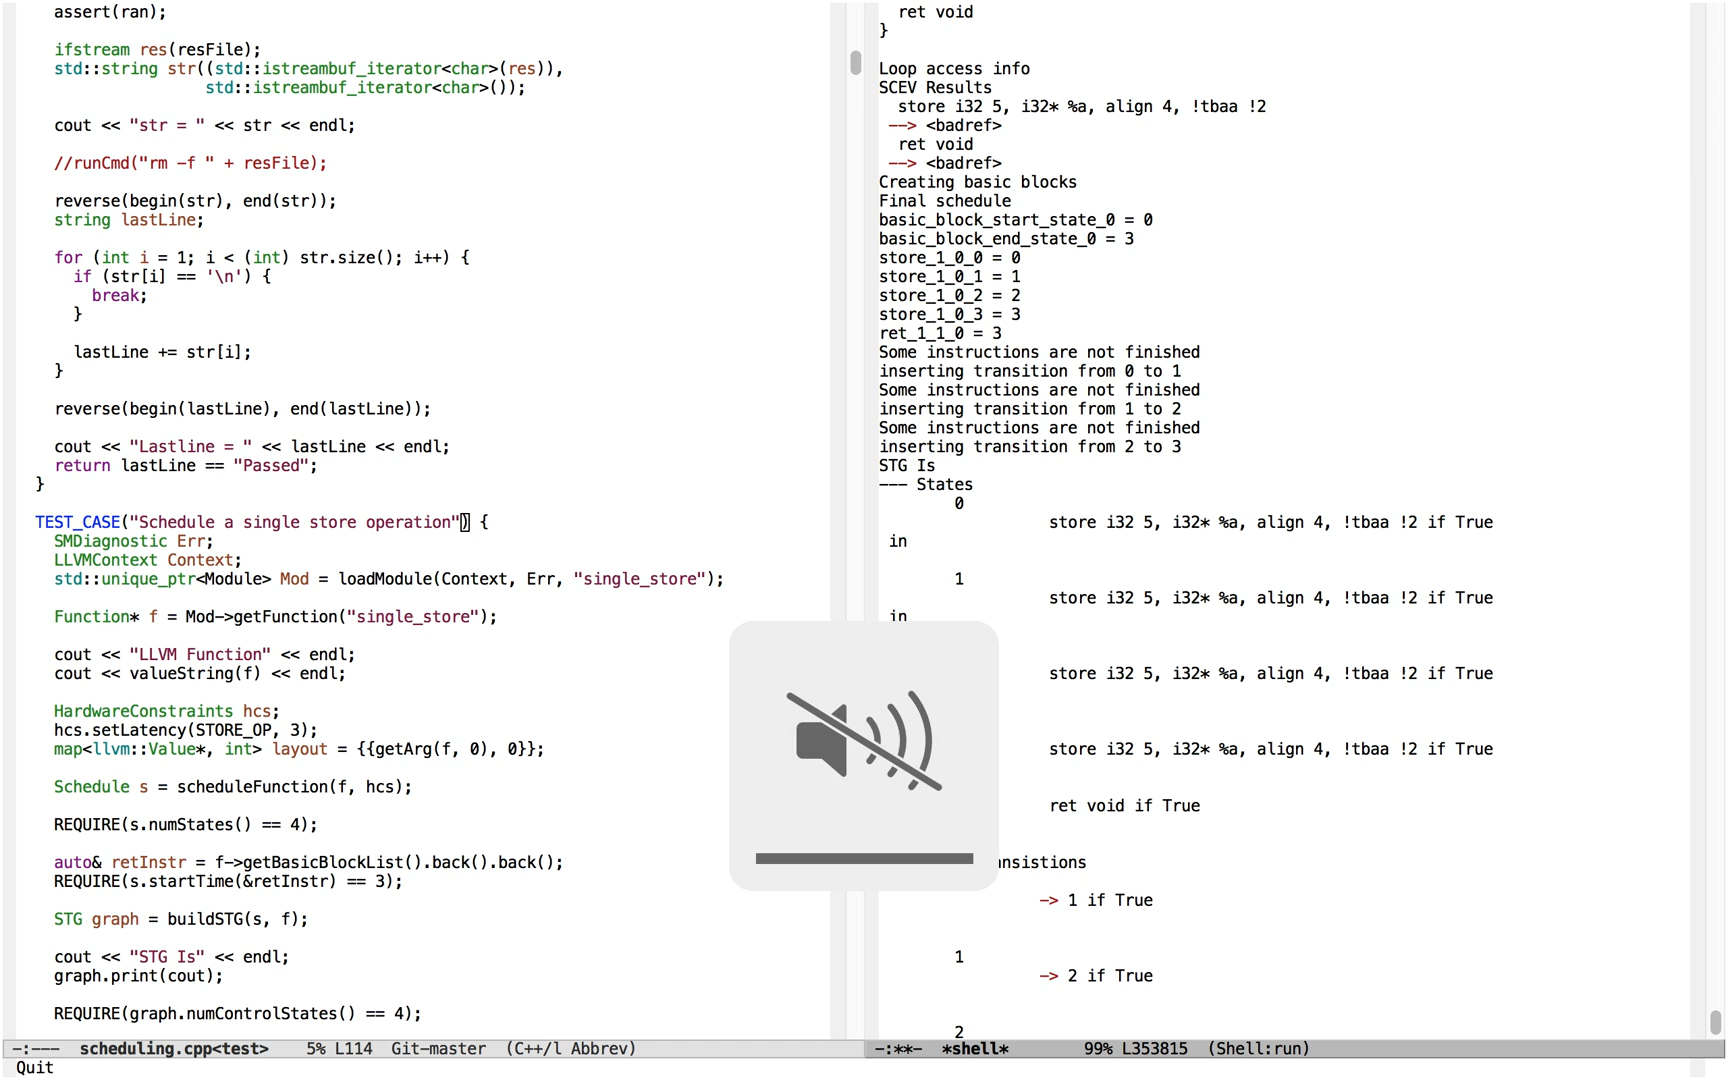 assert(ran);
ifstream res(resFile);
std::string str((std::istreambuf_iterator<char>(res)),
std::istreambuf_iterator<char>());
cout << "str = " << str << endl;
//runCmd("rm -f " + resFile);
reverse(begin(str), end(str));
string lastLine;
for (int i = 1; i < (int) str.size(); i++) {
if (str[i] == '\n') {
break;
}
lastLine += str[i];
}
reverse(begin(lastLine), end(lastLine));
cout << "Lastline = " << lastLine << endl;
return lastLine == "Passed";
}
TEST_CASE("Schedule a single store operation") {
SMDiagnostic Err;
LLVMContext Context;
std::unique_ptr<Module> Mod = loadModule(Context, Err, "single_store");
Function* f = Mod->getFunction("single_store");
cout << "LLVM Function" << endl;
cout << valueString(f) << endl;
HardwareConstraints hcs;
hcs.setLatency(STORE_OP, 3);
map<llvm::Value*, int> layout = {{getArg(f, 0), 0}};
Schedule s = scheduleFunction(f, hcs);
REQUIRE(s.numStates() == 4);
auto& retInstr = f->getBasicBlockList().back().back();
REQUIRE(s.startTime(&retInstr) == 3);
STG graph = buildSTG(s, f);
cout << "STG Is" << endl;
graph.print(cout);
REQUIRE(graph.numControlStates() == 4);
-:--- scheduling.cpp<test> 5% L114 Git-master (C++/l Abbrev)
Quit
ret void
}
Loop access info
SCEV Results
store i32 5, i32* %a, align 4, !tbaa !2
--> <badref>
ret void
--> <badref>
Creating basic blocks
Final schedule
basic_block_start_state_0 = 0
basic_block_end_state_0 = 3
store_1_0_0 = 0
store_1_0_1 = 1
store_1_0_2 = 2
store_1_0_3 = 3
ret_1_1_0 = 3
Some instructions are not finished
inserting transition from 0 to 1
Some instructions are not finished
inserting transition from 1 to 2
Some instructions are not finished
inserting transition from 2 to 3
STG Is
--- States
0
store i32 5, i32* %a, align 4, !tbaa !2 if True
in
1
store i32 5, i32* %a, align 4, !tbaa !2 if True
in
store i32 5, i32* %a, align 4, !tbaa !2 if True
store i32 5, i32* %a, align 4, !tbaa !2 if True
ret void if True
nsistions
-> 1 if True
1
-> 2 if True
2
-:**- *shell* 99% L353815 (Shell:run)